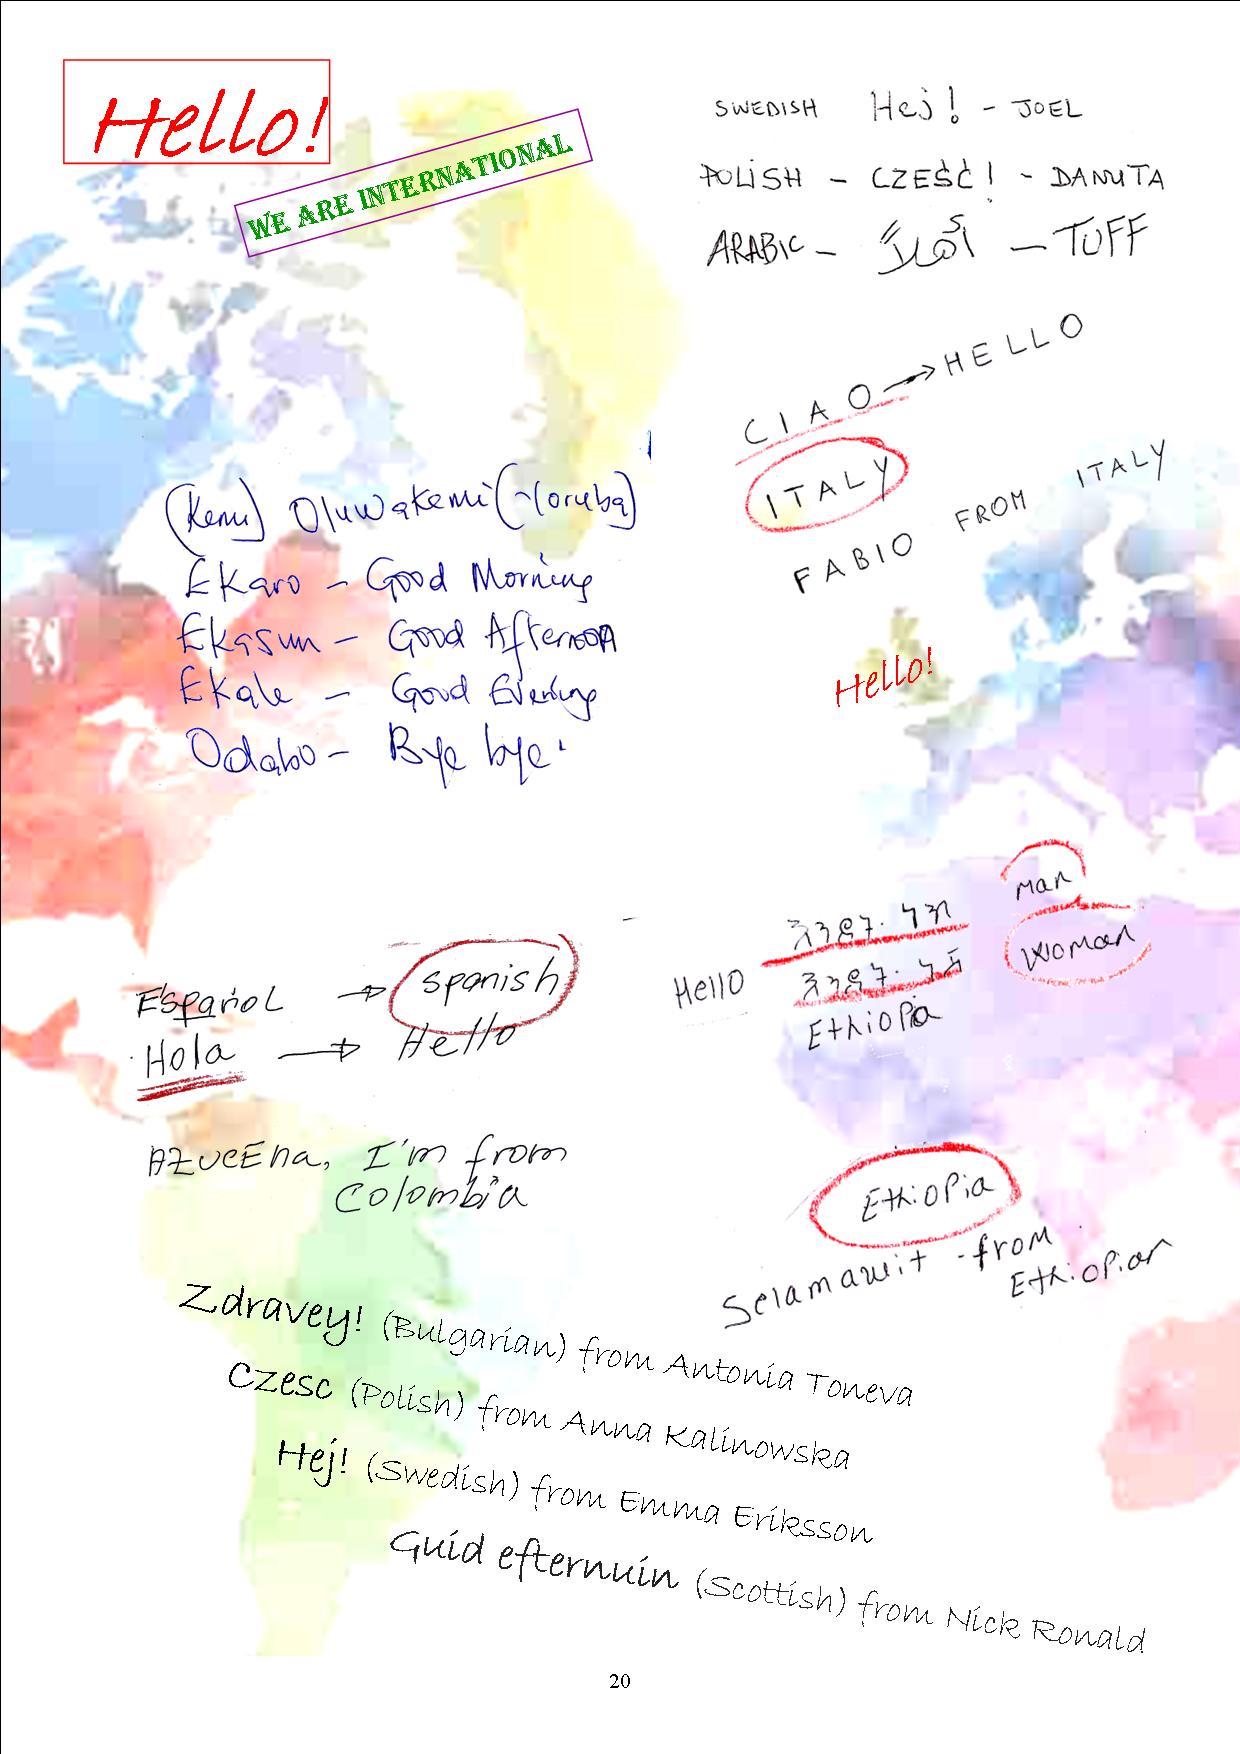 Hello!
WE ARE INTERNATIONAL
SWEDISH Hej! - JOEL
POLISH - CZEŚĆ! - DANUTA
ARABIC - أهلاً - TUFF
CIAO → HELLO
ITALY
FABIO FROM ITALY
(Kemi) Oluwakemi (Yoruba)
Ekaro - Good Morning
Ekasun - Good Afternoon
Ekale - Good Evening
Odabo - Bye bye.
Hello!
Español → Spanish
Hola → Hello
AZUCEna, I'm from
Colombia
እንደት ነህ man
Hello እንደት ነሽ woman
Ethiopia
Ethiopia
Selamawit - from
Ethiopian
Zdravey! (Bulgarian) from Antonia Toneva
Czesc (Polish) from Anna Kalinowska
Hej! (Swedish) from Emma Eriksson
Guid efternuin (Scottish) from Nick Ronald
20